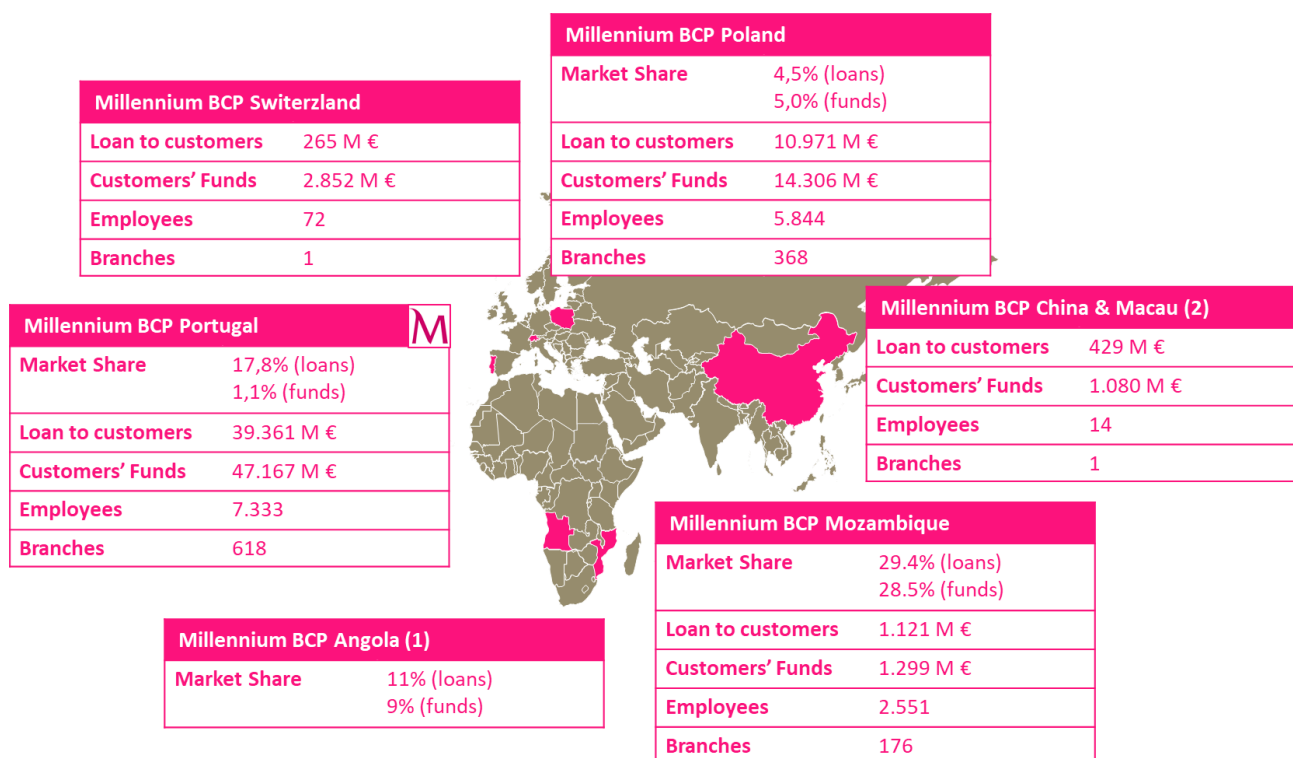 Millennium BCP Poland
Market Share 4,5% (loans)
5,0% (funds)
Loan to customers 10.971 M €
Customers’ Funds 14.306 M €
Employees 5.844
Branches 368
Millennium BCP Switerzland
Loan to customers 265 M €
Customers’ Funds 2.852 M €
Employees 72
Branches 1
Millennium BCP Portugal M
Market Share 17,8% (loans)
1,1% (funds)
Loan to customers 39.361 M €
Customers’ Funds 47.167 M €
Employees 7.333
Branches 618
Millennium BCP China & Macau (2)
Loan to customers 429 M €
Customers’ Funds 1.080 M €
Employees 14
Branches 1
Millennium BCP Mozambique
Market Share 29.4% (loans)
28.5% (funds)
Loan to customers 1.121 M €
Customers’ Funds 1.299 M €
Employees 2.551
Branches 176
Millennium BCP Angola (1)
Market Share 11% (loans)
9% (funds)